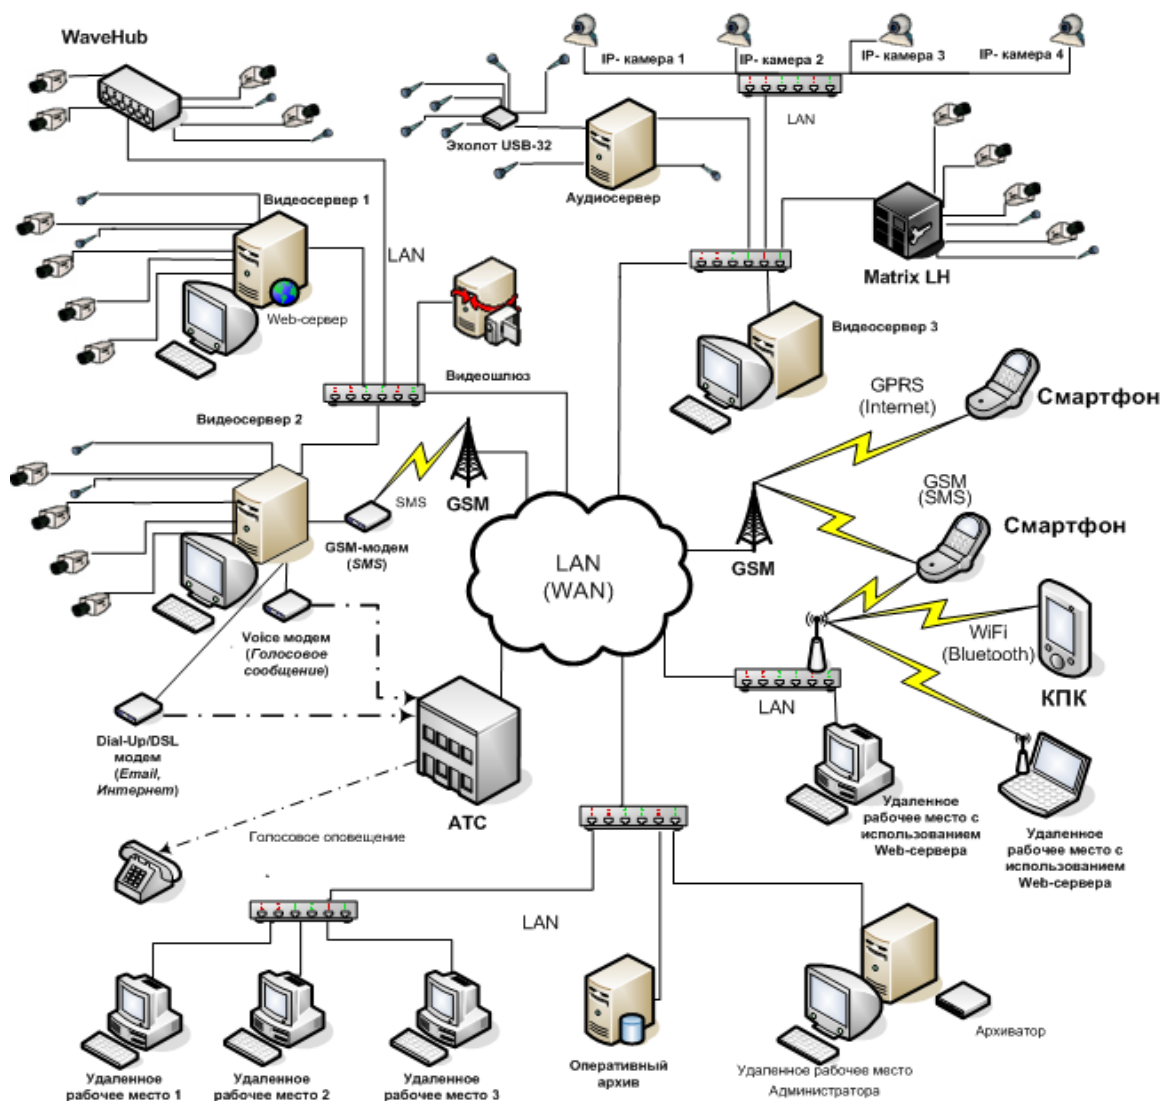 WaveHub
IP- камера 1
IP- камера 2
IP- камера 3
IP- камера 4
LAN
Эхолот USB-32
Аудиосервер
Видеосервер 1
LAN
Web-сервер
Matrix LH
Видеосервер 3
Видеошлюз
GPRS
(Internet)
Смартфон
Видеосервер 2
SMS
GSM
GSM
(SMS)
Смартфон
GSM-модем
(SMS)
LAN
(WAN)
GSM
Voice модем
(Голосовое
сообщение)
WiFi
(Bluetooth)
КПК
LAN
Dial-Up/DSL
модем
(Email,
Интернет)
АТС
Голосовое оповещение
Удаленное
рабочее место с
использованием
Web-сервера
Удаленное
рабочее место с
использованием
Web-сервера
LAN
Архиватор
Оперативный
архив
Удаленное рабочее место
Администратора
Удаленное
рабочее место 1
Удаленное
рабочее место 2
Удаленное
рабочее место 3